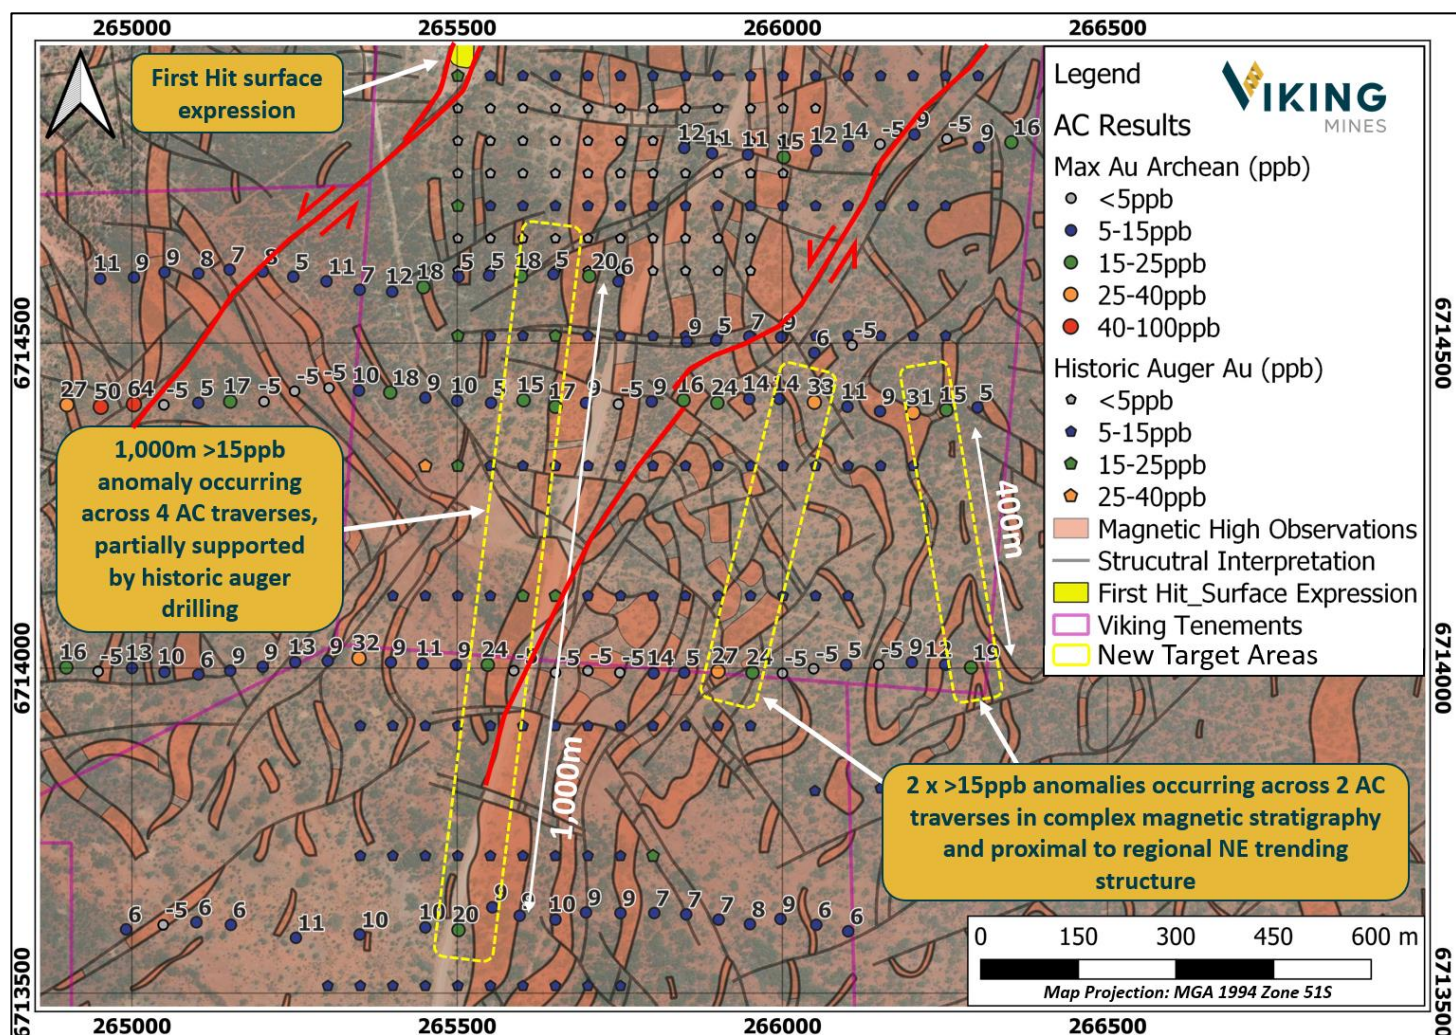 265000 265500 266000 266500
First Hit surface
expression
Legend
VIKING
MINES
AC Results
Max Au Archean (ppb)
<5ppb
5-15ppb
15-25ppb
25-40ppb
40-100ppb
Historic Auger Au (ppb)
<5ppb
5-15ppb
15-25ppb
25-40ppb
Magnetic High Observations
Strucutral Interpretation
First Hit_Surface Expression
Viking Tenements
New Target Areas
12 11 11 15 12 14 -5 9 -5 9 16
11 9 9 8 7 8 5 11 7 12 18 5 5 18 5 20 6
6714500 6714500
9 5 7 9 6 -5
27 50 64 -5 5 17 -5 -5 -5 10 18 9 10 5 15 17 9 -5 9 16 24 14 14 33 11 9 31 15 5
1,000m >15ppb
anomaly occurring
across 4 AC traverses,
partially supported
by historic auger
drilling
400m
6714000 6714000
16 -5 13 10 6 9 9 13 9 32 9 11 9 24 -5 -5 -5 -5 14 5 27 24 -5 -5 5 -5 9 12 19
1,000m
2 x >15ppb anomalies occurring across 2 AC
traverses in complex magnetic stratigraphy
and proximal to regional NE trending
structure
6 -5 6 6 11 10 10 20 9 9 10 9 9 7 7 7 8 9 6 6
0 150 300 450 600 m
Map Projection: MGA 1994 Zone 51S
6713500 6713500
265000 265500 266000 266500